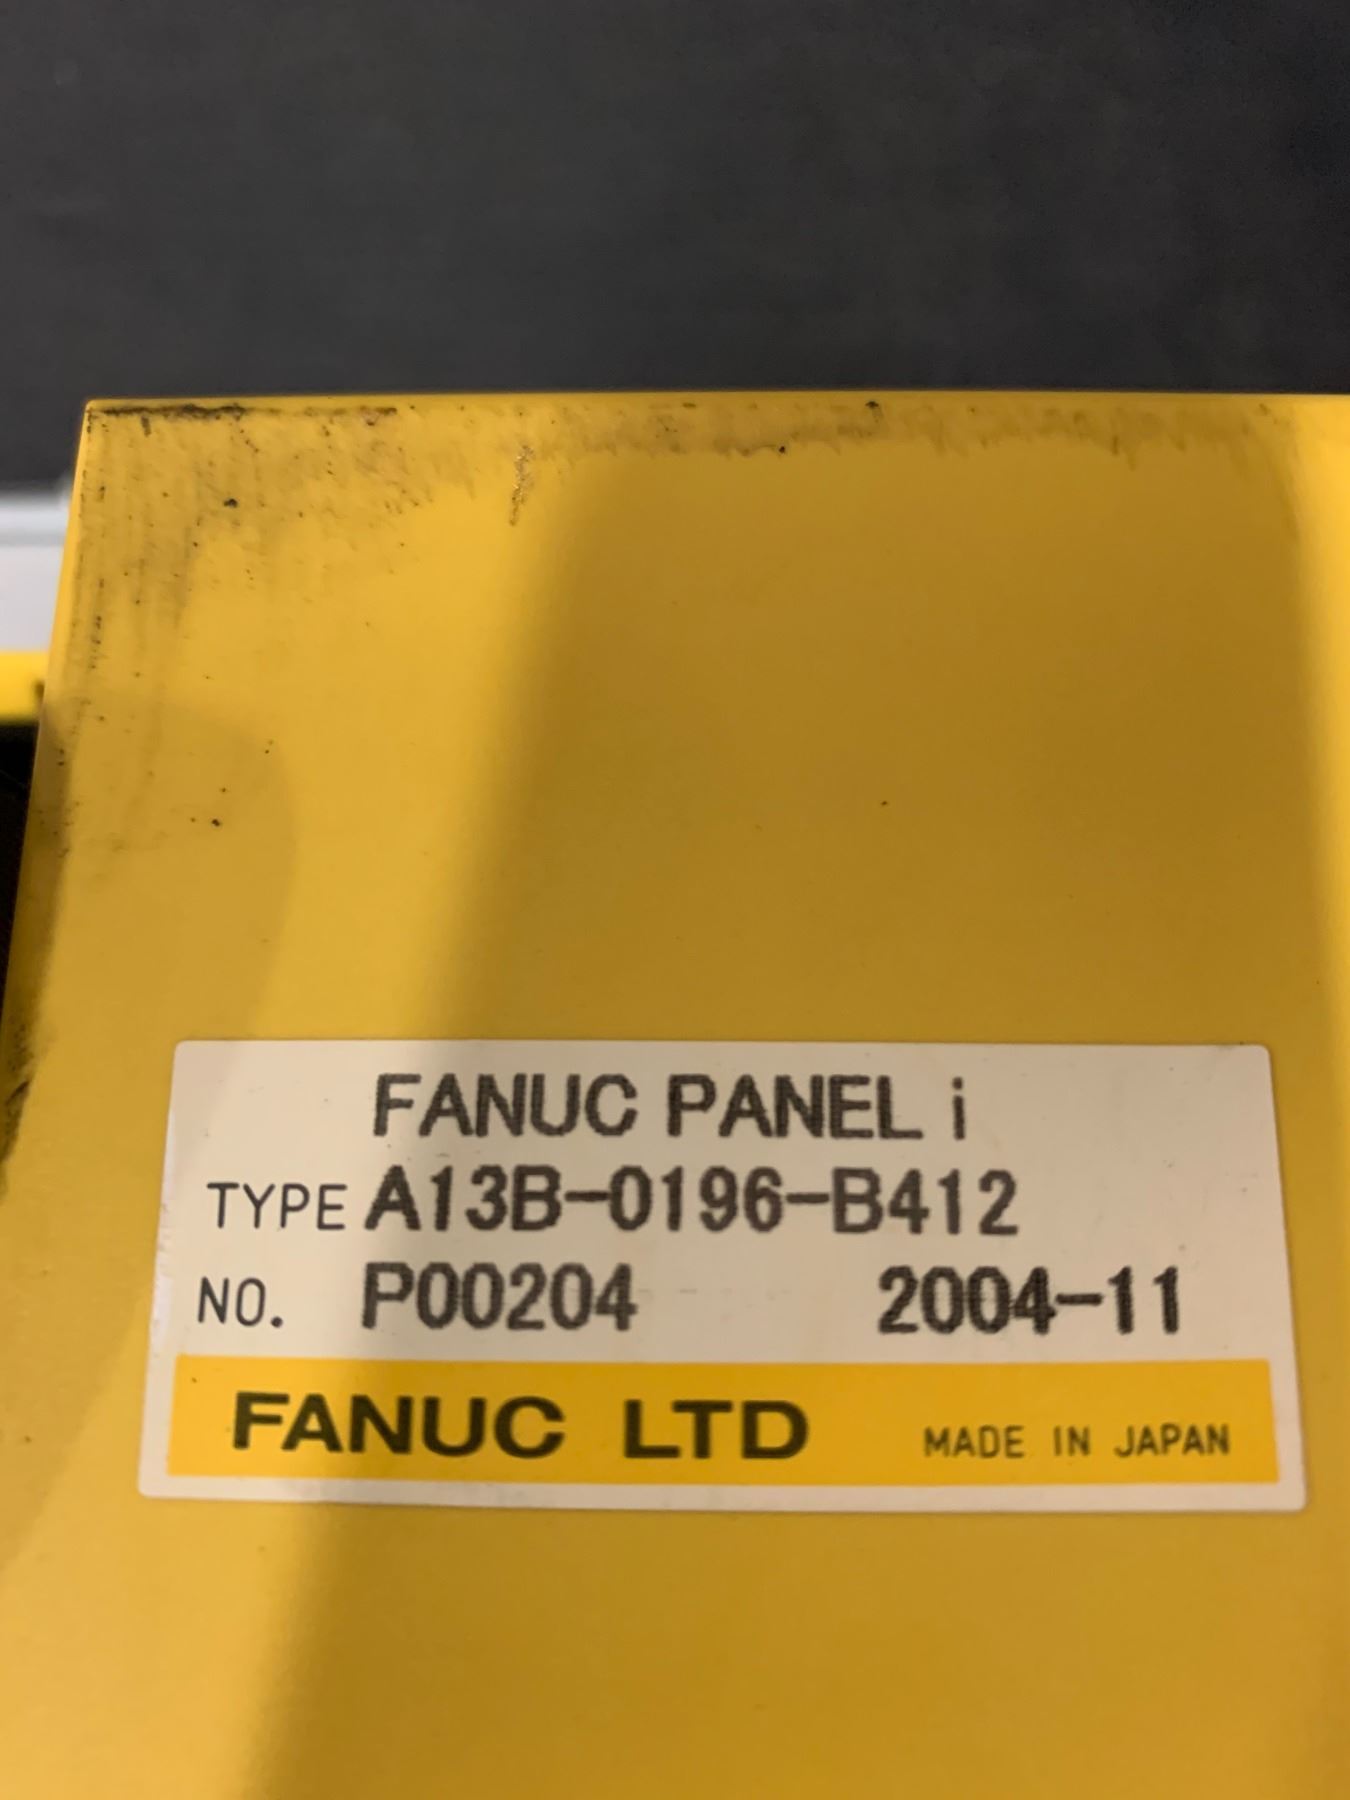 FANUC PANEL i
TYPE A13B-0196-B412
NO. P00204 2004-11
FANUC LTD MADE IN JAPAN